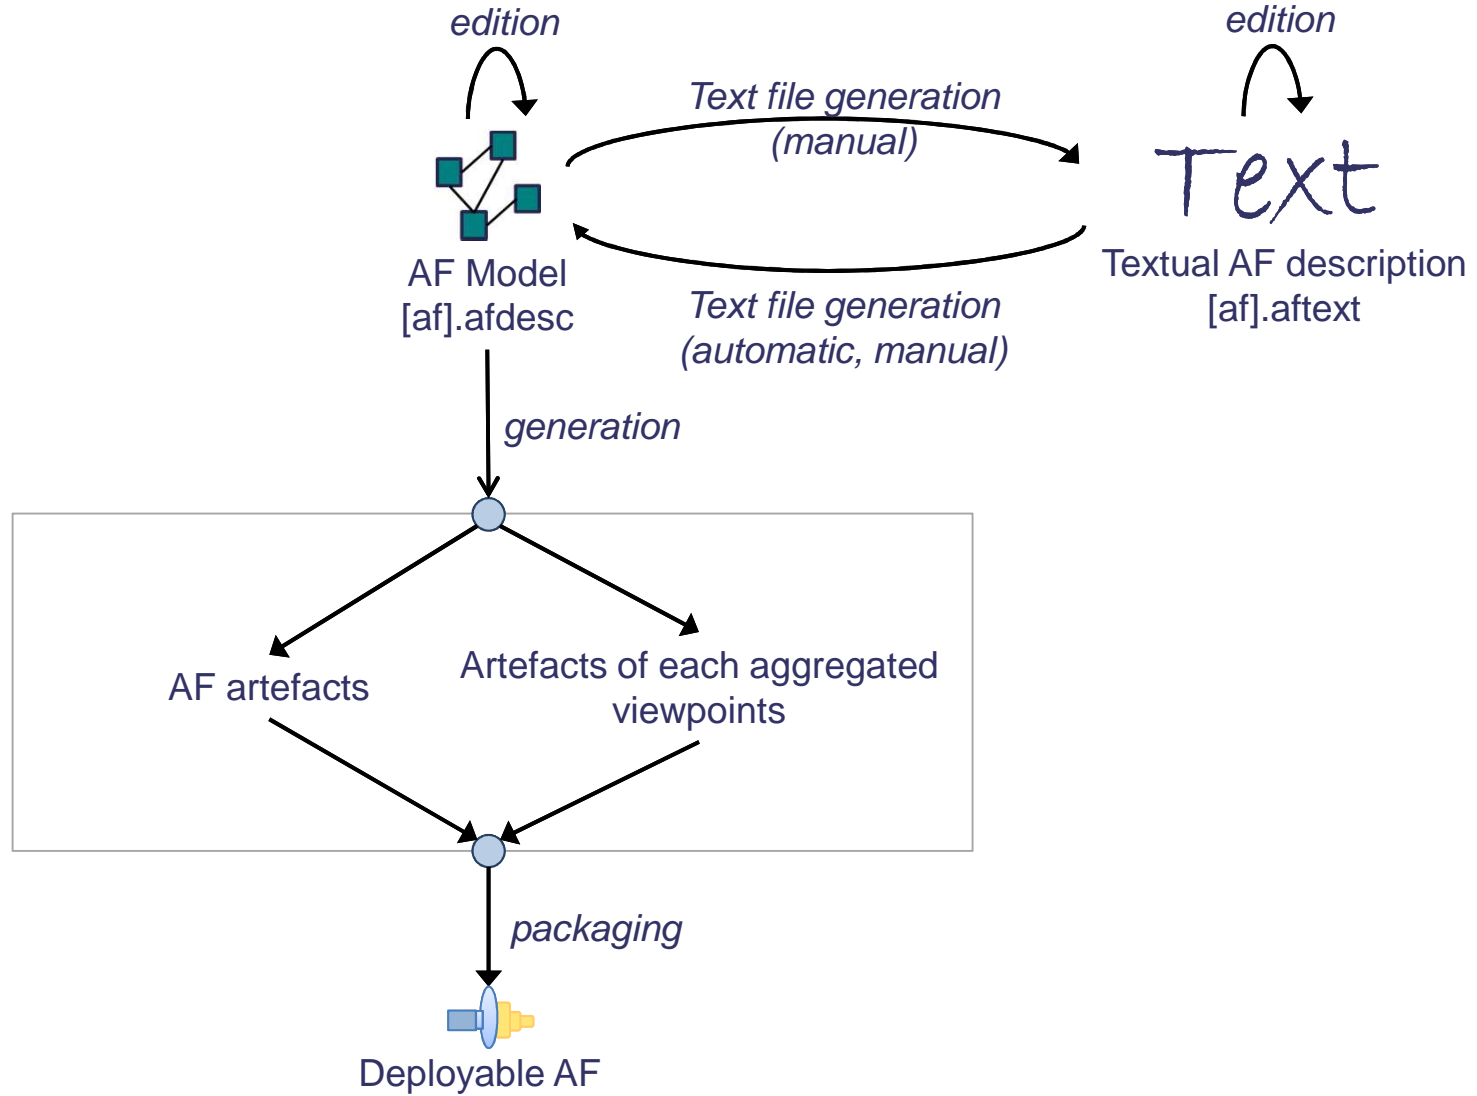 edition
edition
Text file generation
(manual)
Text
AF Model
[af].afdesc
Textual AF description
[af].aftext
Text file generation
(automatic, manual)
generation
AF artefacts
Artefacts of each aggregated
viewpoints
packaging
Deployable AF